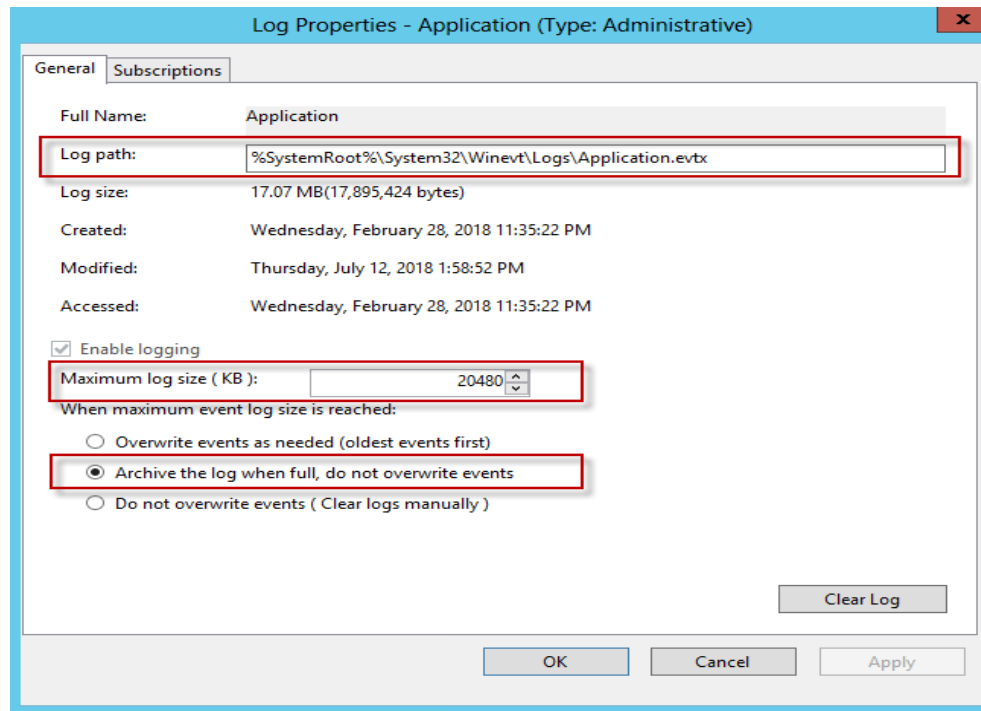 Log Properties - Application (Type: Administrative)
x
General Subscriptions
Full Name: Application
Log path: %SystemRoot%\System32\Winevt\Logs\Application.evtx
Log size: 17.07 MB(17,895,424 bytes)
Created: Wednesday, February 28, 2018 11:35:22 PM
Modified: Thursday, July 12, 2018 1:58:52 PM
Accessed: Wednesday, February 28, 2018 11:35:22 PM
Enable logging
Maximum log size ( KB ): 20480
When maximum event log size is reached:
Overwrite events as needed (oldest events first)
Archive the log when full, do not overwrite events
Do not overwrite events ( Clear logs manually )
Clear Log
OK Cancel Apply